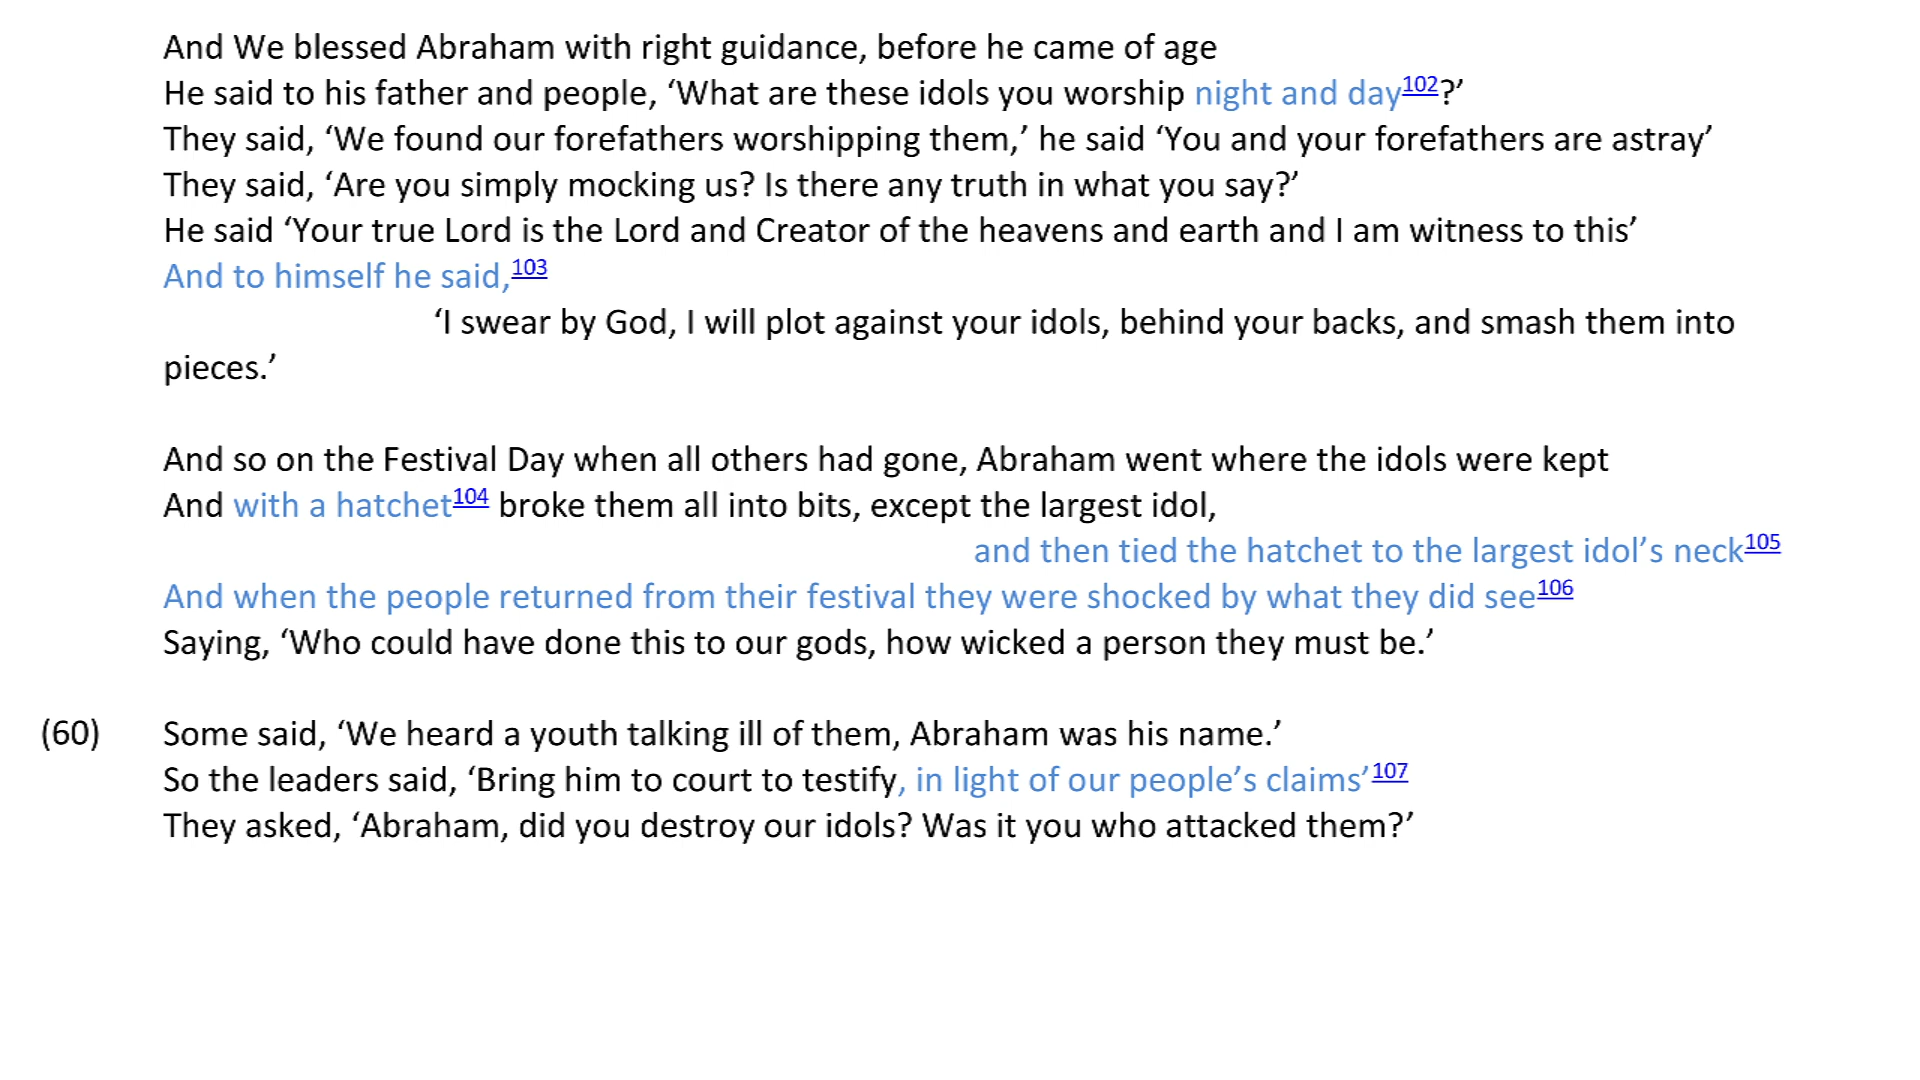 And We blessed Abraham with right guidance, before he came of age
He said to his father and people, ‘What are these idols you worship night and day102?’
They said, ‘We found our forefathers worshipping them,’ he said ‘You and your forefathers are astray’
They said, ‘Are you simply mocking us? Is there any truth in what you say?’
He said ‘Your true Lord is the Lord and Creator of the heavens and earth and I am witness to this’
And to himself he said,103
‘I swear by God, I will plot against your idols, behind your backs, and smash them into
pieces.’
And so on the Festival Day when all others had gone, Abraham went where the idols were kept
And with a hatchet104 broke them all into bits, except the largest idol,
and then tied the hatchet to the largest idol’s neck105
And when the people returned from their festival they were shocked by what they did see106
Saying, ‘Who could have done this to our gods, how wicked a person they must be.’
(60) Some said, ‘We heard a youth talking ill of them, Abraham was his name.’
So the leaders said, ‘Bring him to court to testify, in light of our people’s claims’107
They asked, ‘Abraham, did you destroy our idols? Was it you who attacked them?’